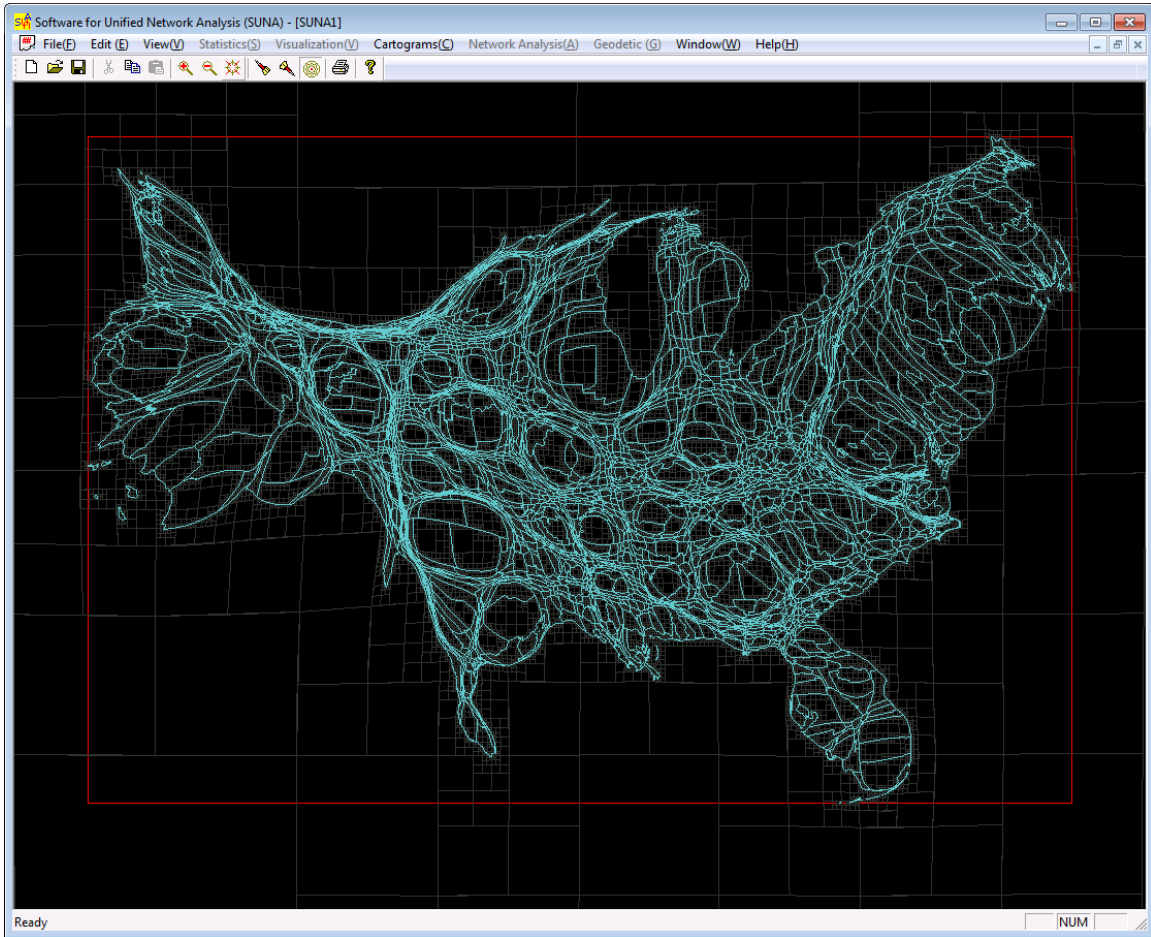 Software for Unified Network Analysis (SUNA) - [SUNA1]
File(F) Edit (E) View(V) Statistics(S) Visualization(V) Cartograms(C) Network Analysis(A) Geodetic (G) Window(W) Help(H)
Ready NUM